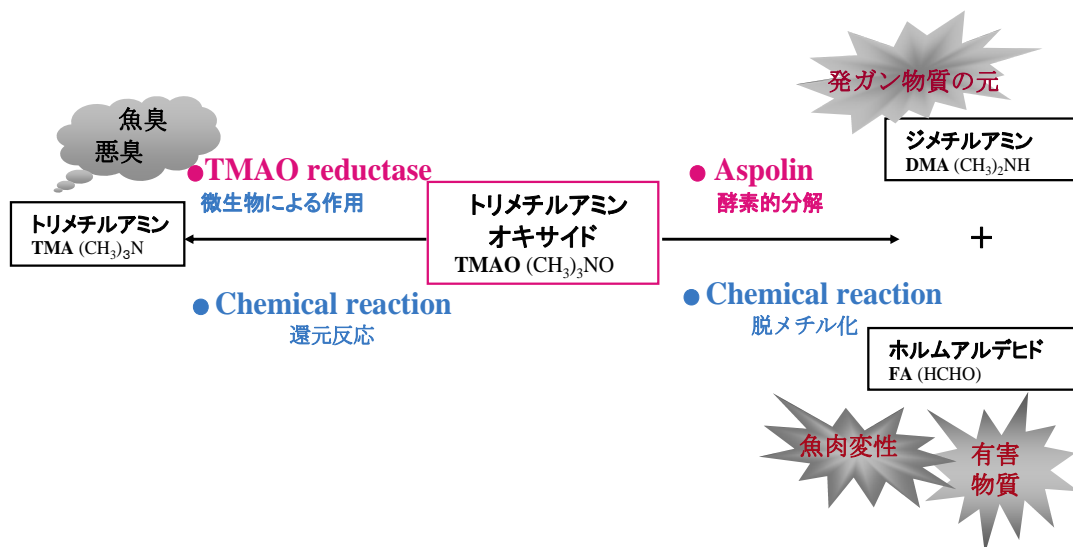 発ガン物質の元
魚臭
悪臭
ジメチルアミン
DMA (CH₃)₂NH
●TMAO reductase
微生物による作用
● Aspolin
酵素的分解
トリメチルアミン
TMA (CH₃)₃N
トリメチルアミン
オキサイド
TMAO (CH₃)₃NO
+
● Chemical reaction
還元反応
● Chemical reaction
脱メチル化
ホルムアルデヒド
FA (HCHO)
魚肉変性
有害
物質